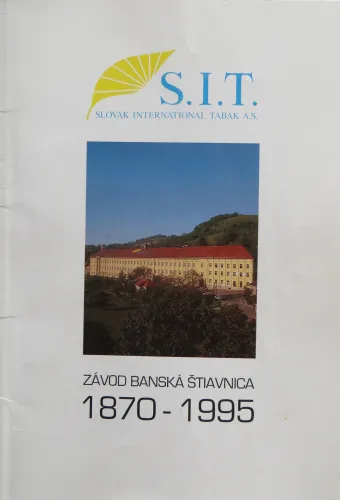 S.I.T.
SLOVAK INTERNATIONAL TABAK A.S.
ZÁVOD BANSKÁ ŠTIAVNICA
1870 - 1995